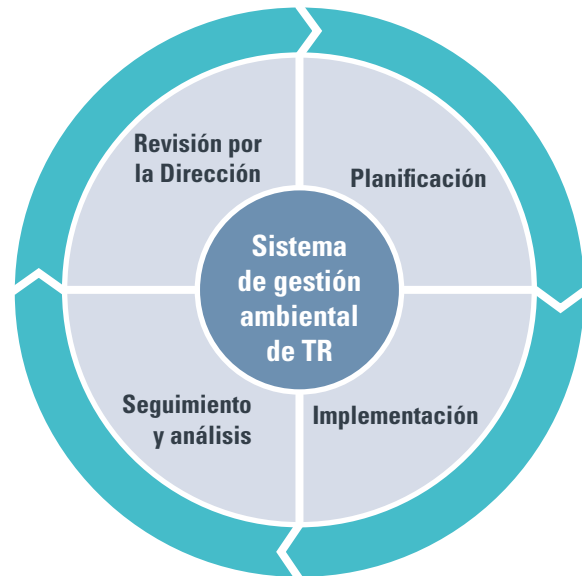 Revisión por
la Dirección
Planificación
Sistema
de gestión
ambiental
de TR
Seguimiento
y análisis
Implementación